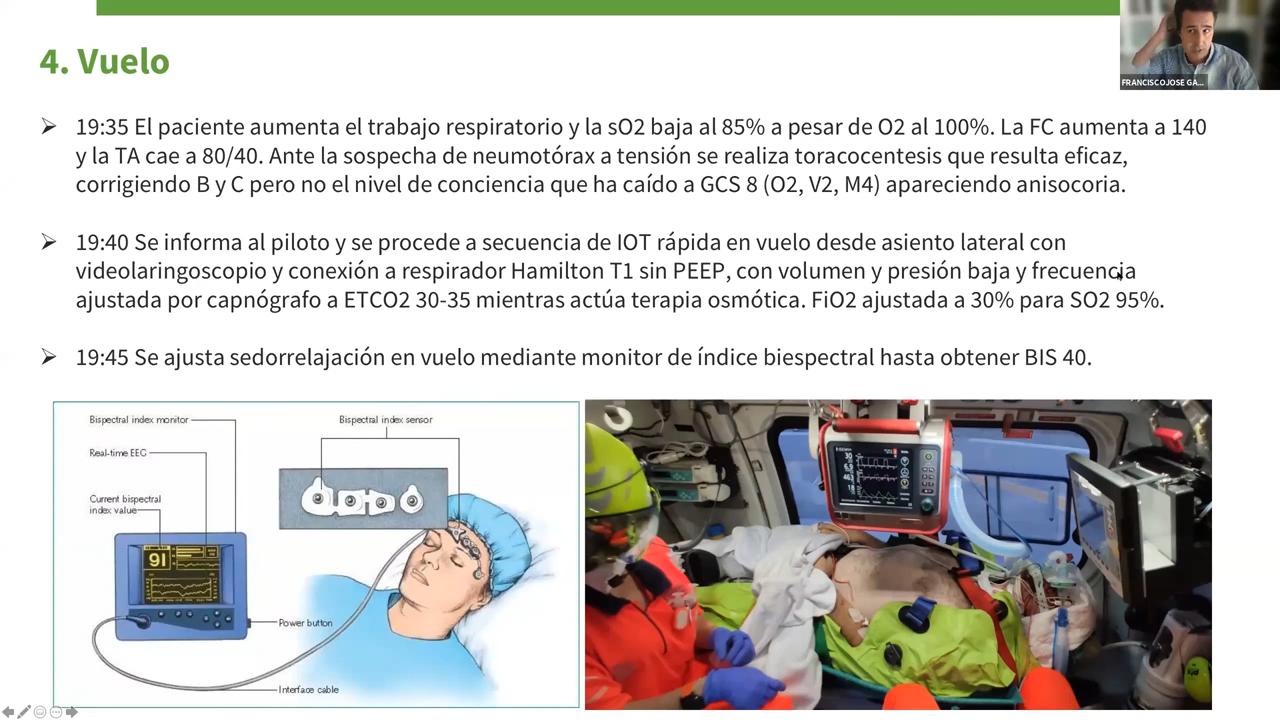 4. Vuelo
FRANCISCOJOSE GA...
19:35 El paciente aumenta el trabajo respiratorio y la sO2 baja al 85% a pesar de O2 al 100%. La FC aumenta a 140
y la TA cae a 80/40. Ante la sospecha de neumotórax a tensión se realiza toracocentesis que resulta eficaz,
corrigiendo B y C pero no el nivel de conciencia que ha caído a GCS 8 (O2, V2, M4) apareciendo anisocoria.
19:40 Se informa al piloto y se procede a secuencia de IOT rápida en vuelo desde asiento lateral con
videolaringoscopio y conexión a respirador Hamilton T1 sin PEEP, con volumen y presión baja y frecuencia
ajustada por capnógrafo a ETCO2 30-35 mientras actúa terapia osmótica. FiO2 ajustada a 30% para SO2 95%.
19:45 Se ajusta sedorrelajación en vuelo mediante monitor de índice biespectral hasta obtener BIS 40.
Bispectral index monitor
Bispectral index sensor
Real-time EEG
Current bispectral
index value
91
Power button
Interface cable
30
6.9
463
18